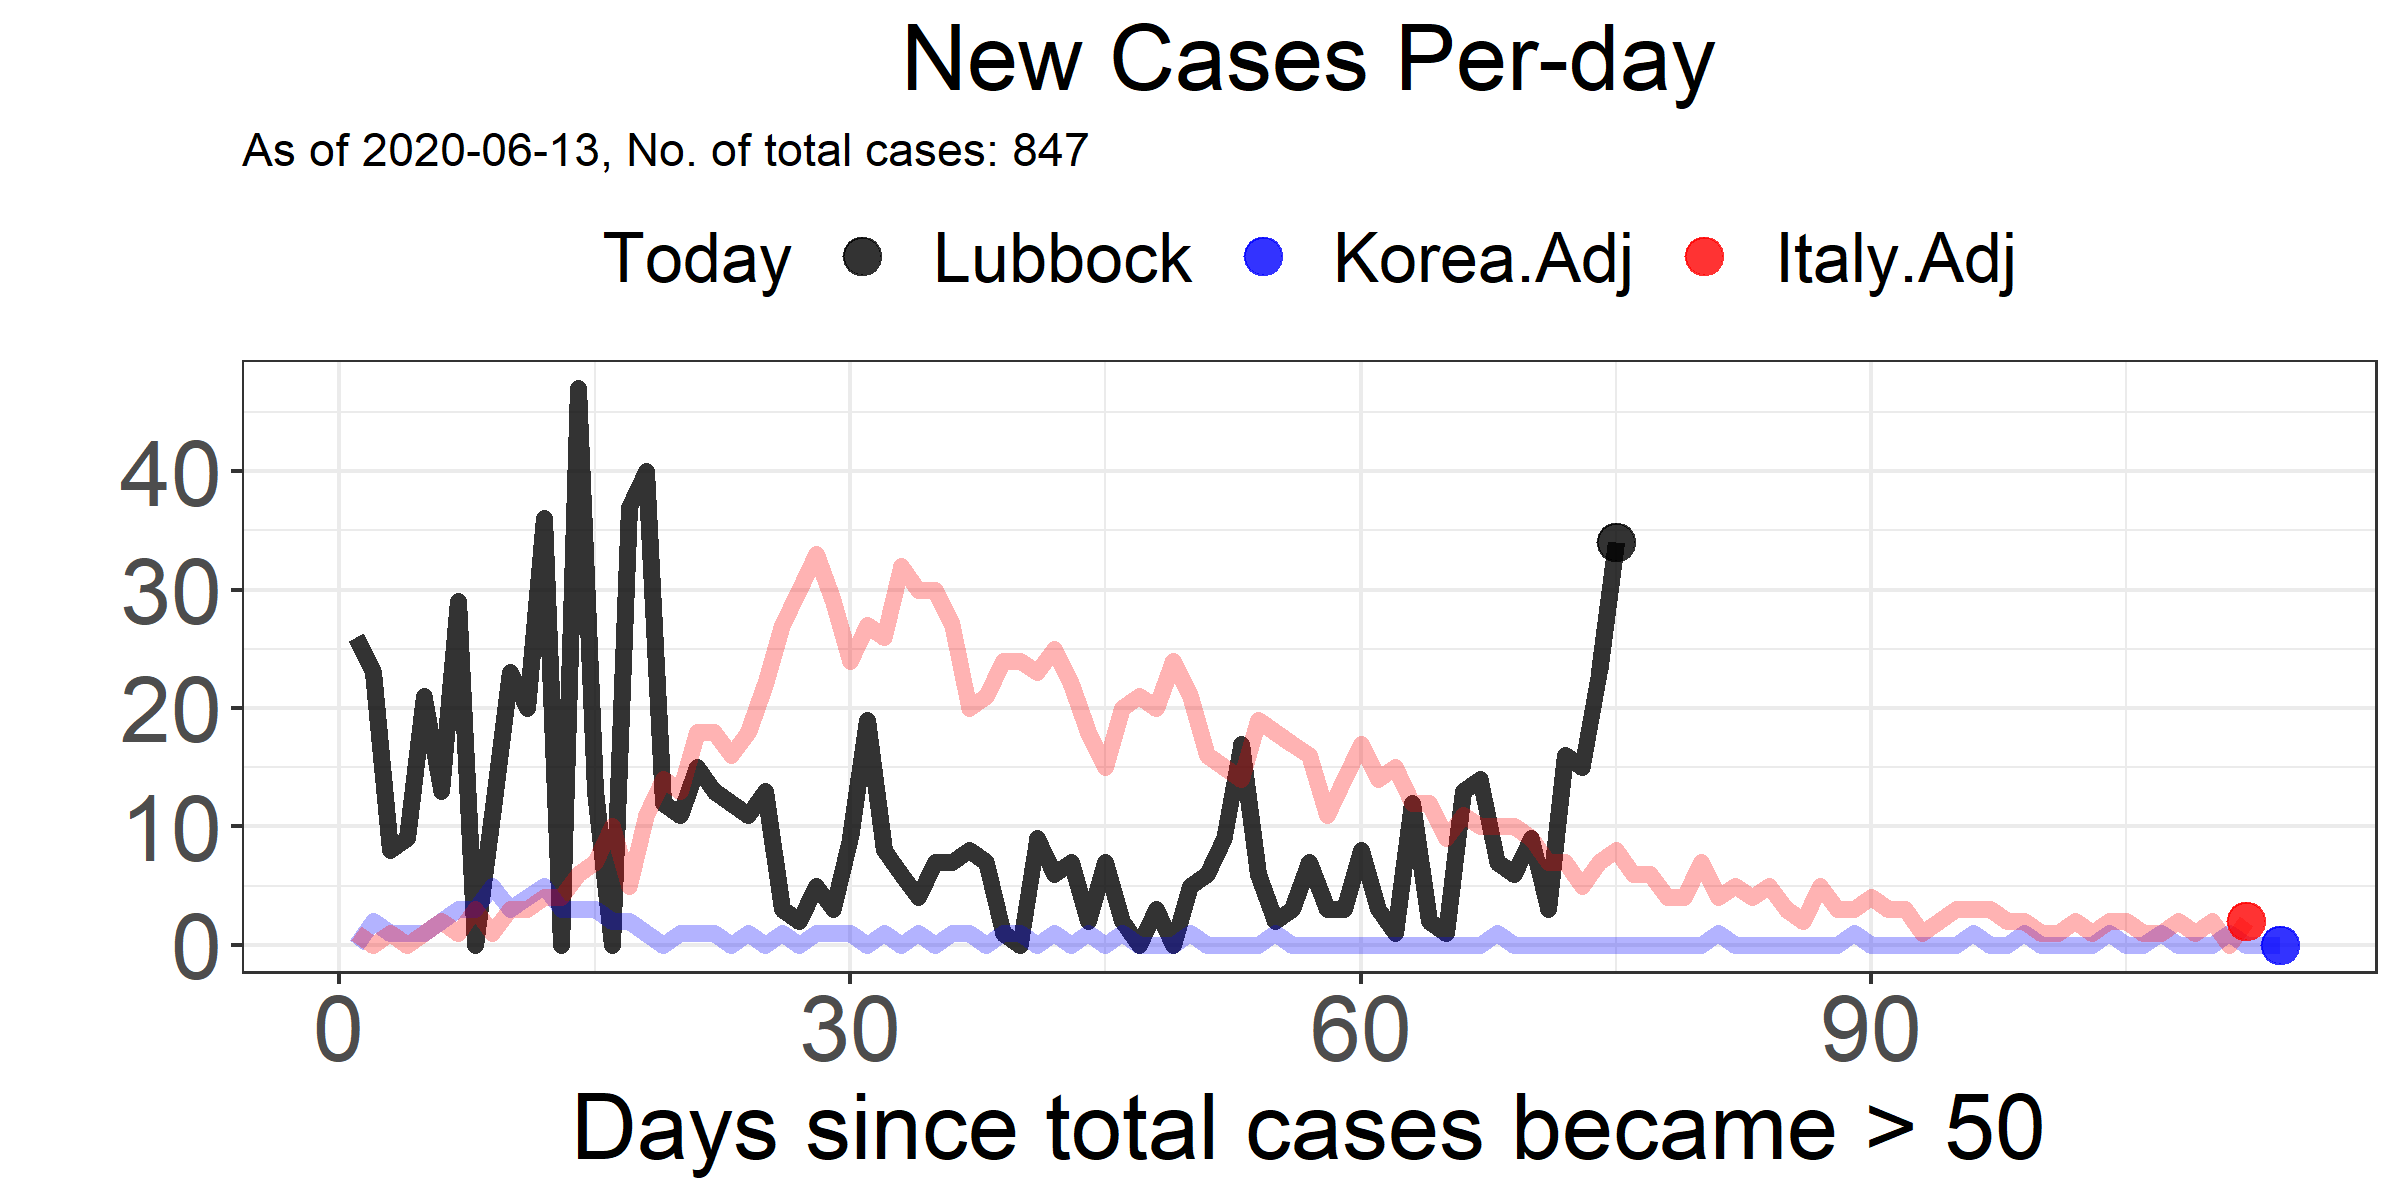 New Cases Per-day
As of 2020-06-13, No. of total cases: 847
Today Lubbock Korea.Adj Italy.Adj
40
30
20
10
0
0 30 60 90
Days since total cases became > 50